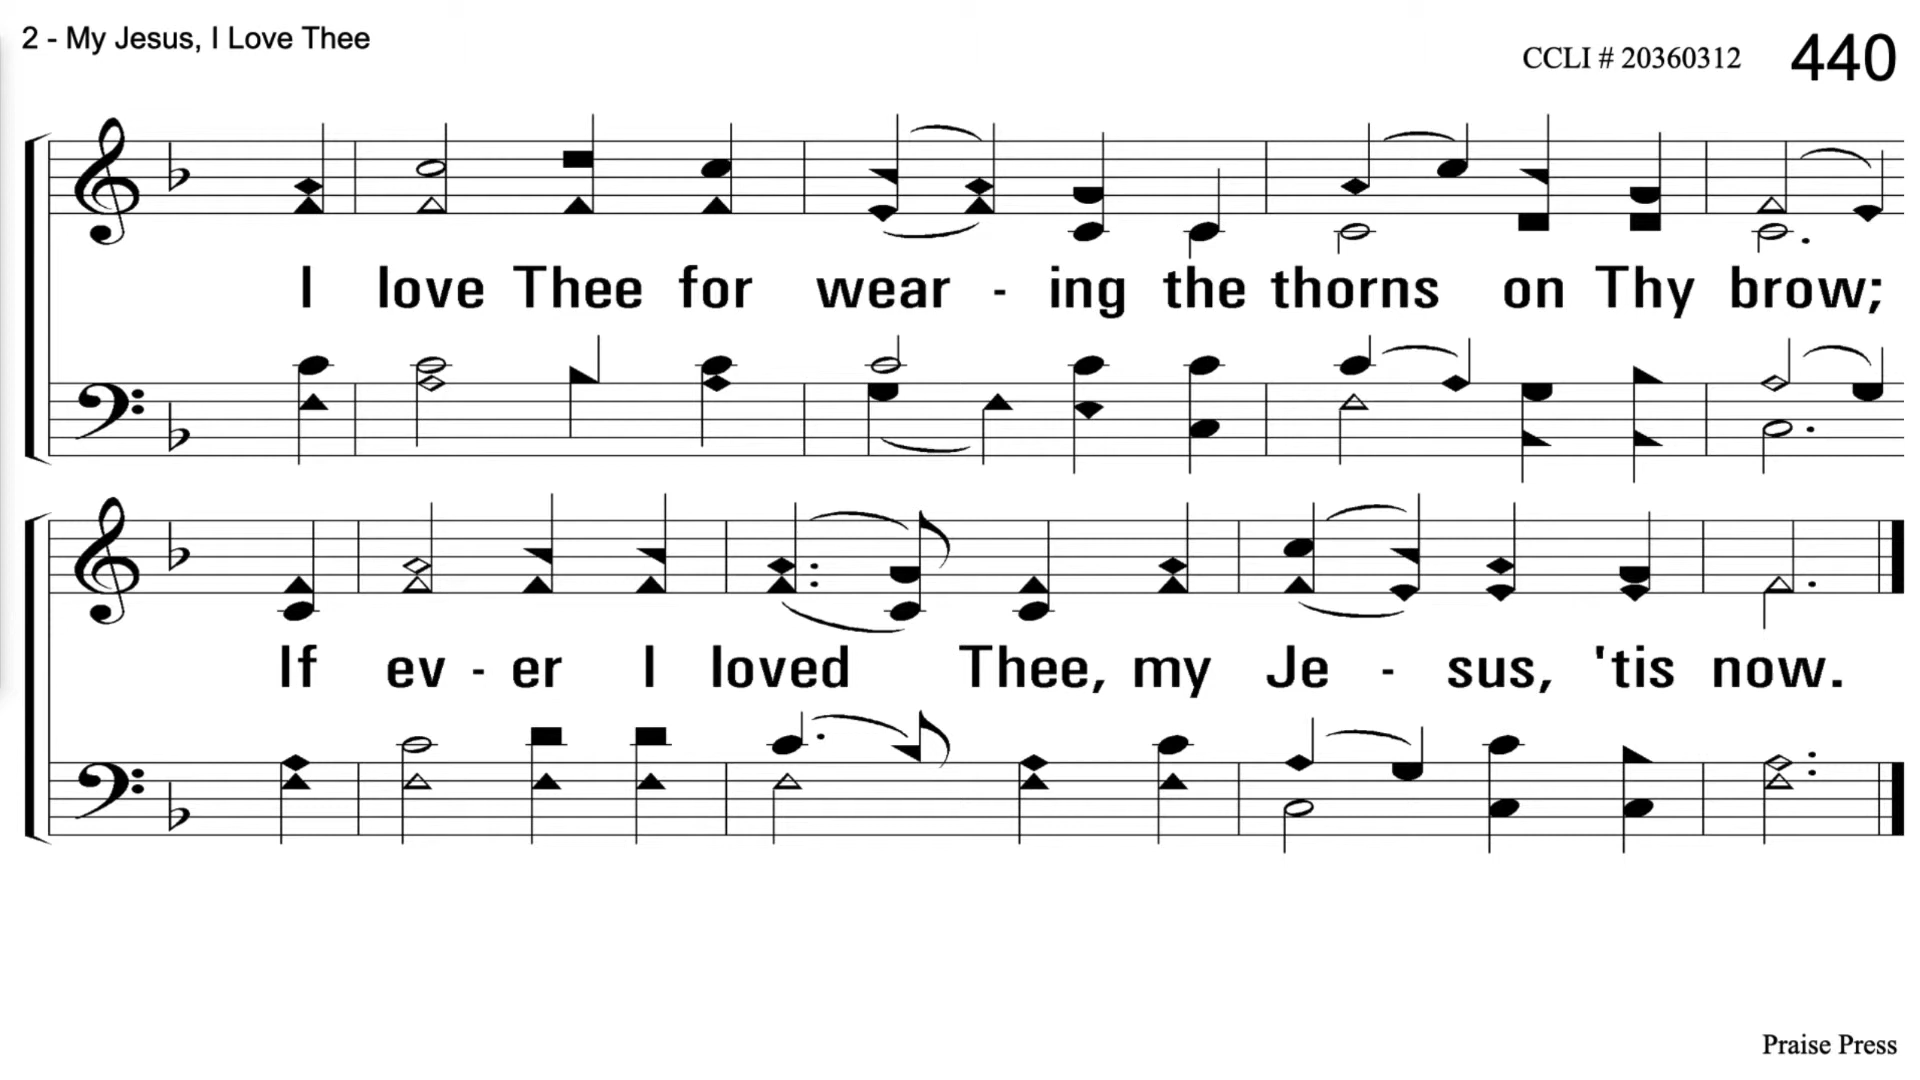 2 - My Jesus, I Love Thee
CCLI # 20360312 440
I love Thee for wear - ing the thorns on Thy brow;
If ev - er I loved Thee, my Je - sus, 'tis now.
Praise Press